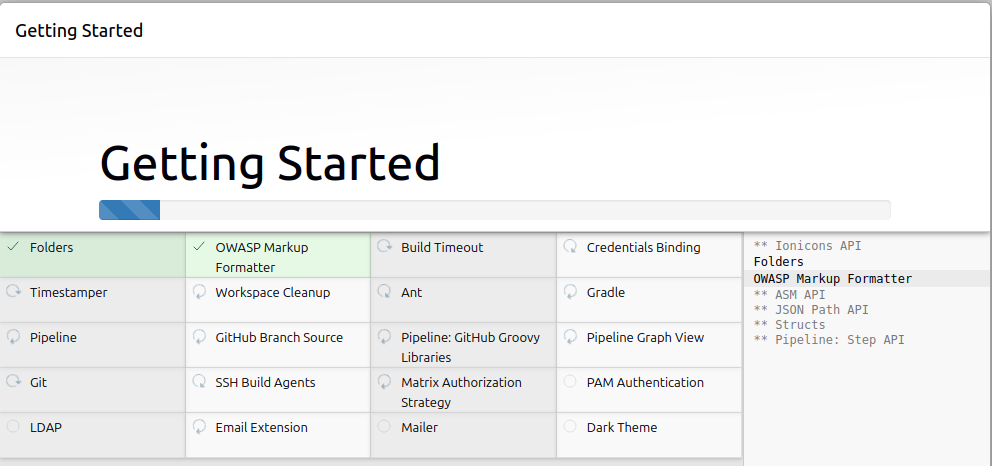 Getting Started
Getting Started
Folders
OWASP Markup
Formatter
Build Timeout
Credentials Binding
Timestamper
Workspace Cleanup
Ant
Gradle
Pipeline
GitHub Branch Source
Pipeline: GitHub Groovy
Libraries
Pipeline Graph View
Git
SSH Build Agents
Matrix Authorization
Strategy
PAM Authentication
LDAP
Email Extension
Mailer
Dark Theme
** Ionicons API
Folders
OWASP Markup Formatter
** ASM API
** JSON Path API
** Structs
** Pipeline: Step API